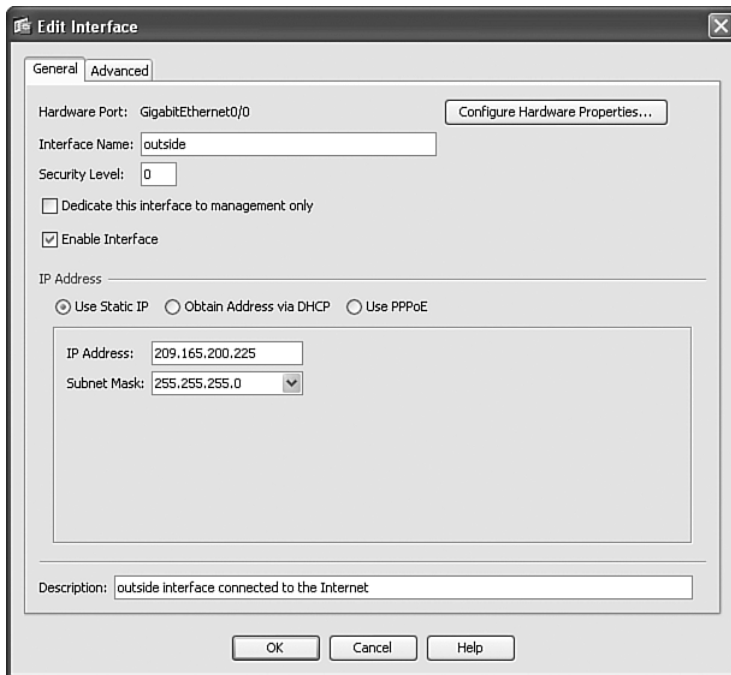 Edit Interface
General Advanced
Hardware Port: GigabitEthernet0/0 Configure Hardware Properties...
Interface Name: outside
Security Level: 0
Dedicate this interface to management only
Enable Interface
IP Address
Use Static IP Obtain Address via DHCP Use PPPoE
IP Address: 209.165.200.225
Subnet Mask: 255.255.255.0
Description: outside interface connected to the Internet
OK Cancel Help